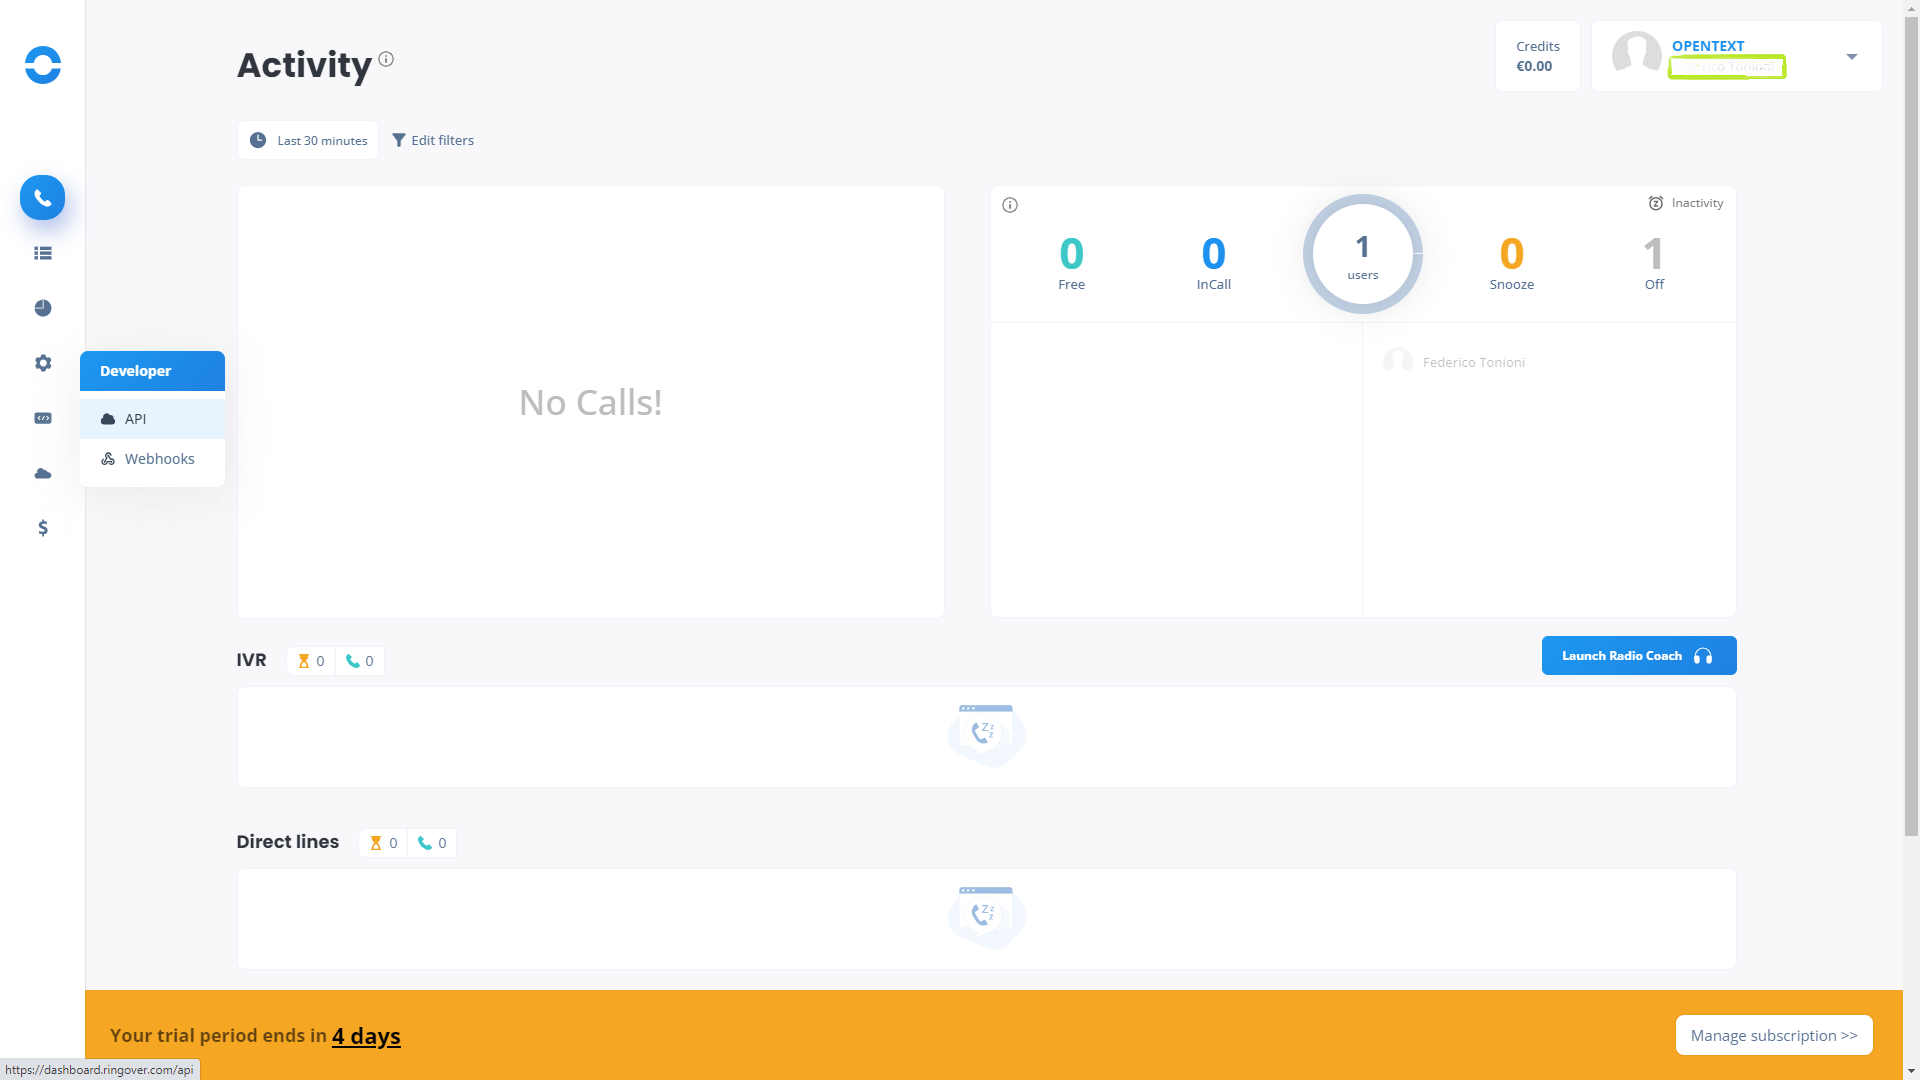 Activity
Credits
€0.00
OPENTEXT
Last 30 minutes
Edit filters
No Calls!
Inactivity
0
Free
0
InCall
1
users
0
Snooze
1
Off
Federico Tonioni
Developer
API
Webhooks
IVR
0
0
Launch Radio Coach
Direct lines
0
0
Your trial period ends in 4 days
Manage subscription >>
https://dashboard.ringover.com/api